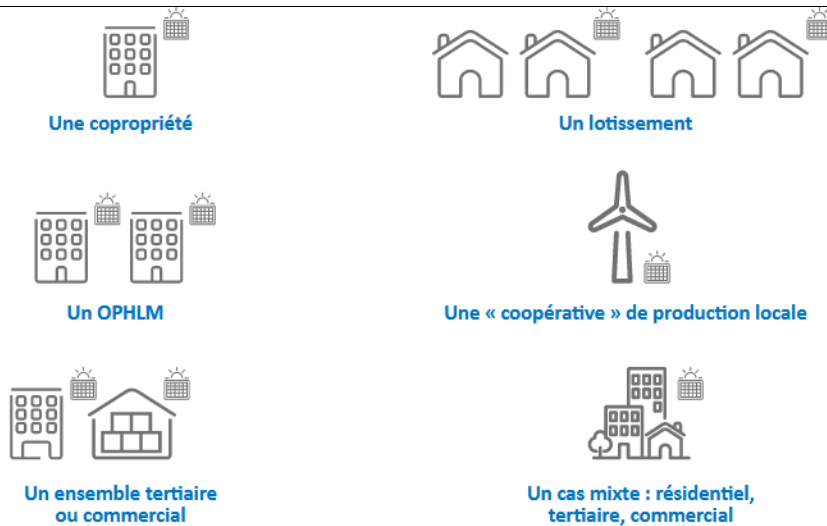 Une copropriété
Un lotissement
Un OPHLM
Une « coopérative » de production locale
Un ensemble tertiaire
ou commercial
Un cas mixte : résidentiel,
tertiaire, commercial